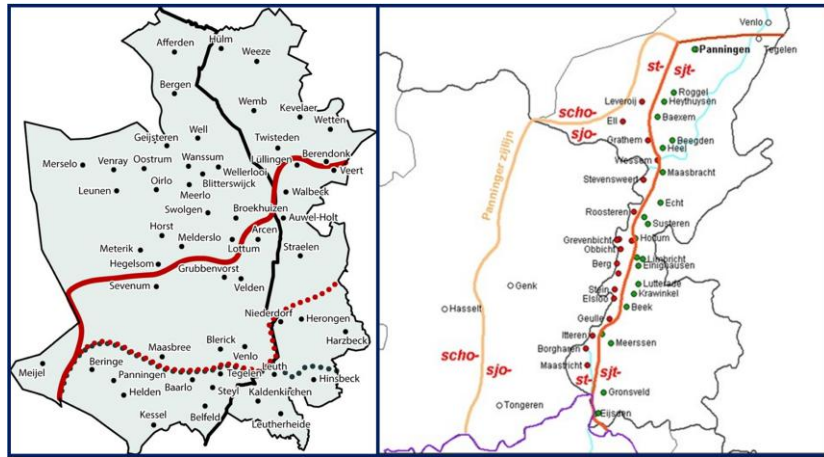 Hülm
Afferden
Weeze
Bergen
Wemb
Kevelaer
Wetten
Well
Geijsteren
Twisteden
Berendonk
Merselo
Venray
Oostrum
Wanssum
Wellerlooi
Lüllingen
Veert
Leunen
Oirlo
Blitterswijck
Meerlo
Walbeck
Swolgen
Broekhuizen
Auwel-Holt
Horst
Melderslo
Arcen
Meterik
Lottum
Straelen
Hegelsom
Grubbenvorst
Sevenum
Velden
Niederdorf
Herongen
Harzbeck
Maasbree
Blerick
Venlo
Meijel
Beringe
Panningen
Tegelen
Leuth
Hinsbeck
Baarlo
Steyl
Helden
Kaldenkirchen
Kessel
Belfeld
Leutherheide
Venlo
Tegelen
Panningen
st-
sjt-
Roggel
Leveroij
Heythuysen
scho-
sjo-
Ell
Baexem
Grathem
Beegden
Heel
Wessem
Maasbracht
Stevensweert
Panninger zijlijn
Echt
Roosteren
Susteren
Grevenbicht
Holtum
Obbicht
Limbricht
Berg
Einighausen
Genk
Stein
Lutterade
Elsloo
Krawinkel
Hasselt
Beek
Geulle
Itteren
Meerssen
Borgharen
scho-
sjo-
Maastricht
st-
sjt-
Gronsveld
Tongeren
Eijsden